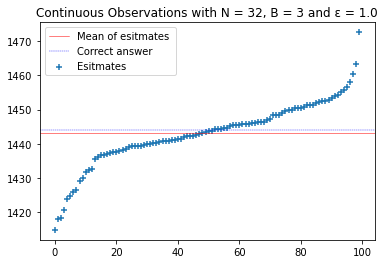 Continuous Observations with N = 32, B = 3 and ε = 1.0
Mean of esitmates
Correct answer
Esitmates
1470
1460
1450
1440
1430
1420
0 20 40 60 80 100